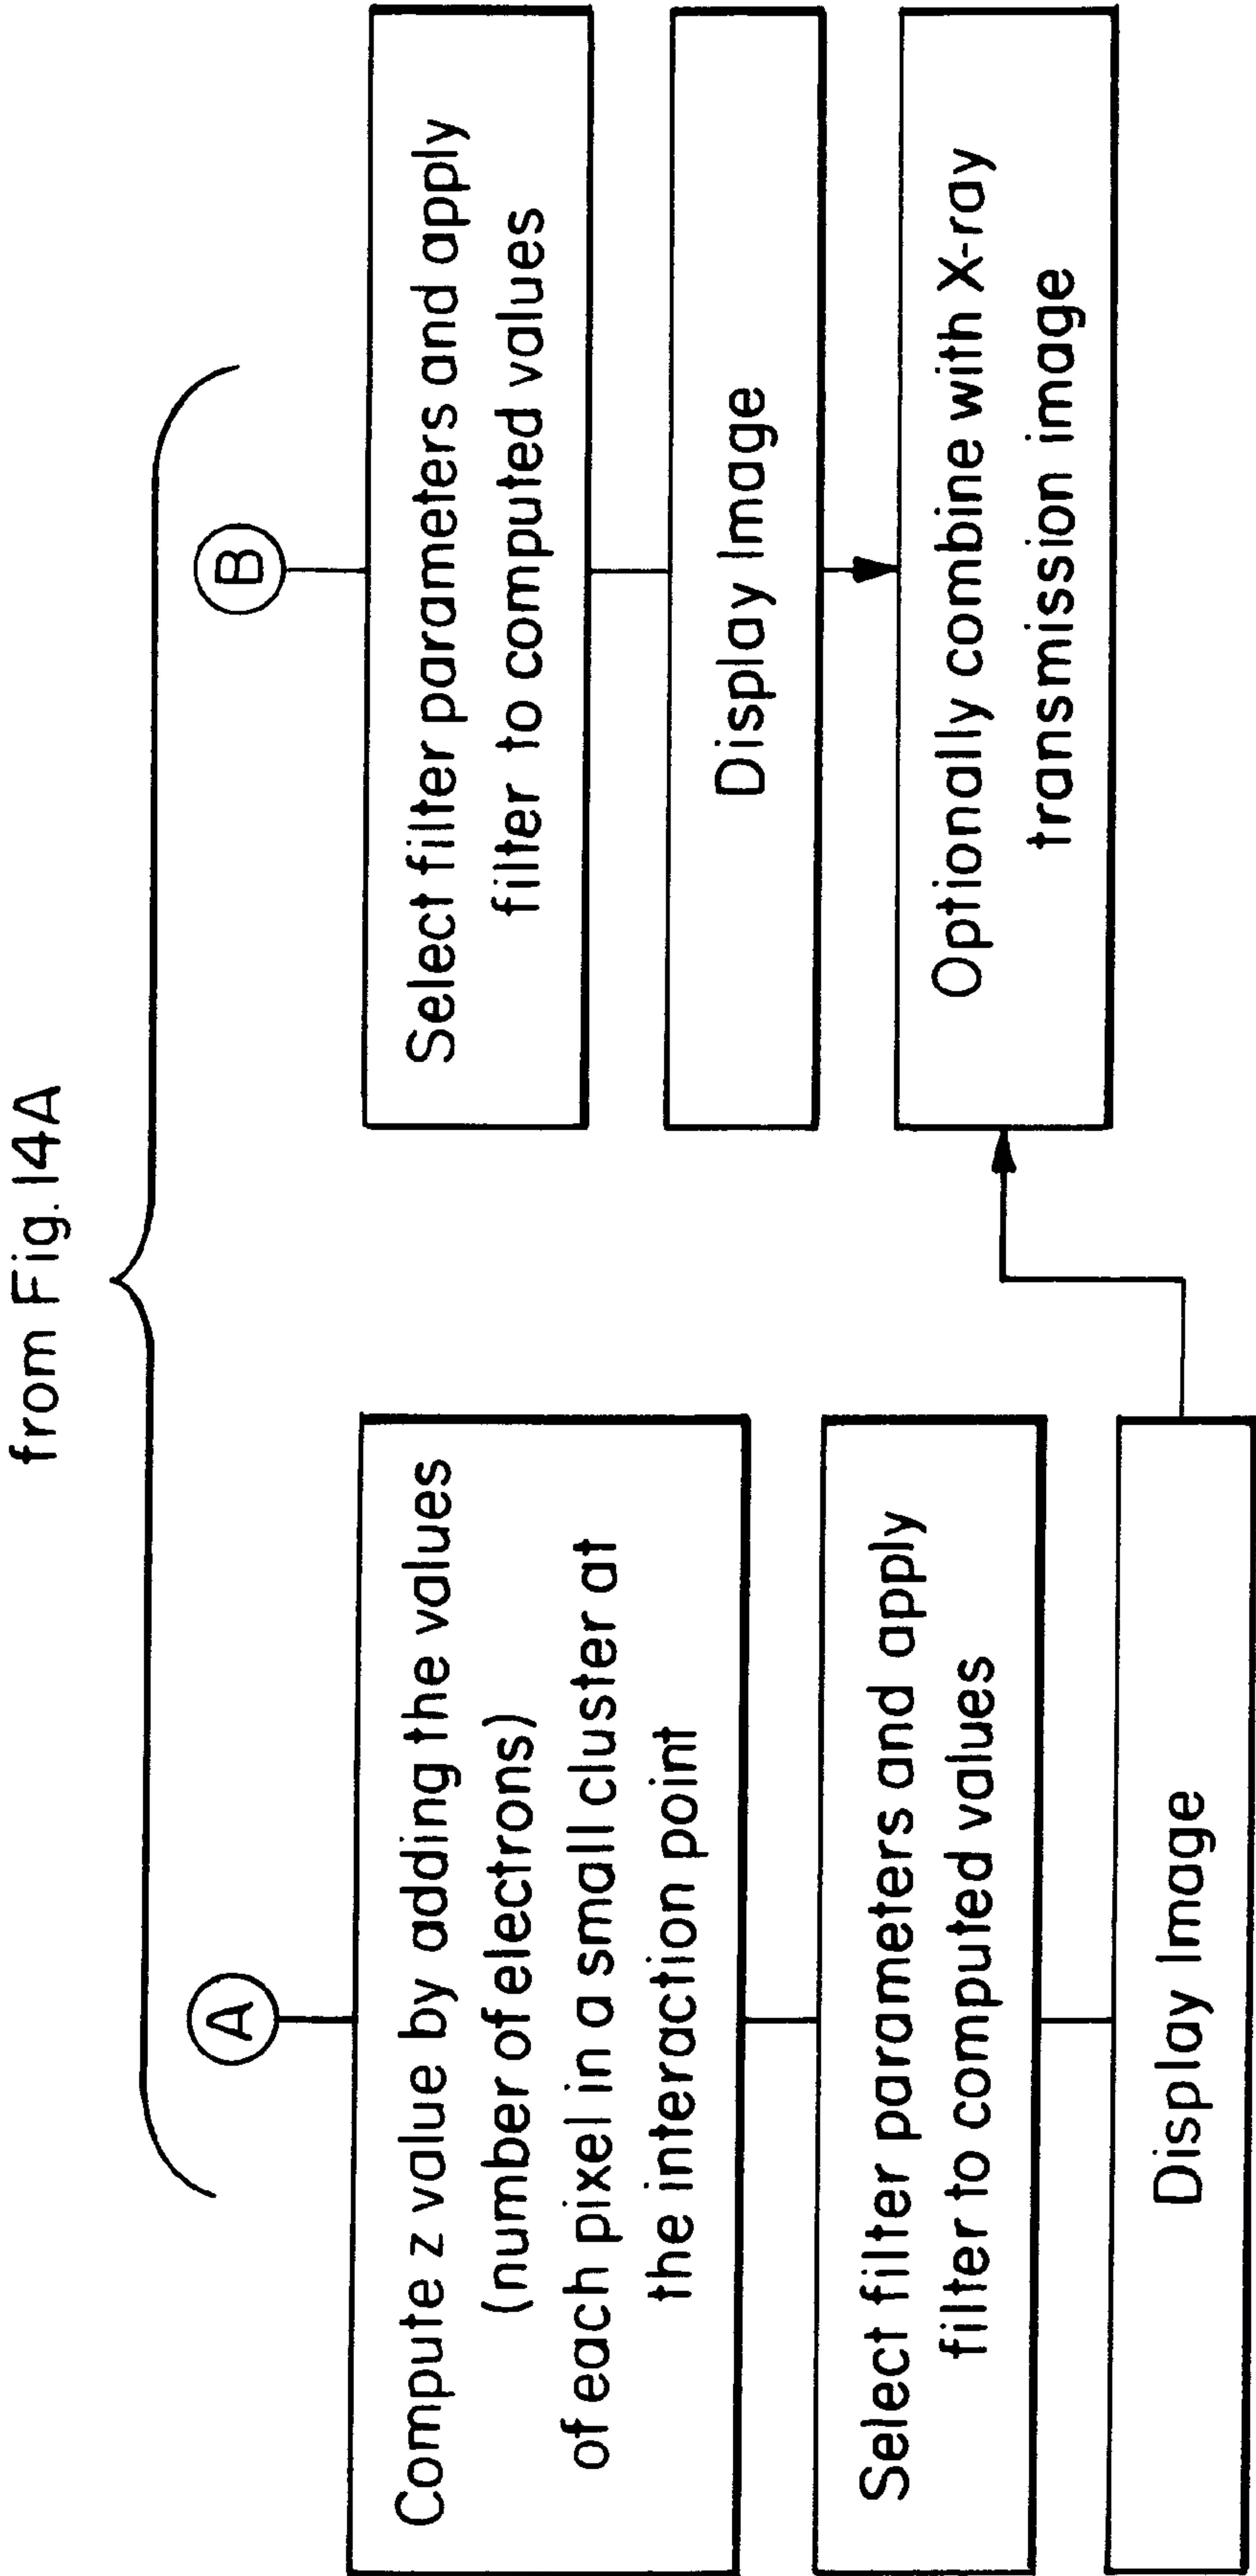 from Fig. 14A
A
Compute z value by adding the values
(number of electrons)
of each pixel in a small cluster at
the interaction point
Select filter parameters and apply
filter to computed values
Display Image
B
Select filter parameters and apply
filter to computed values
Display Image
Optionally combine with X-ray
transmission image